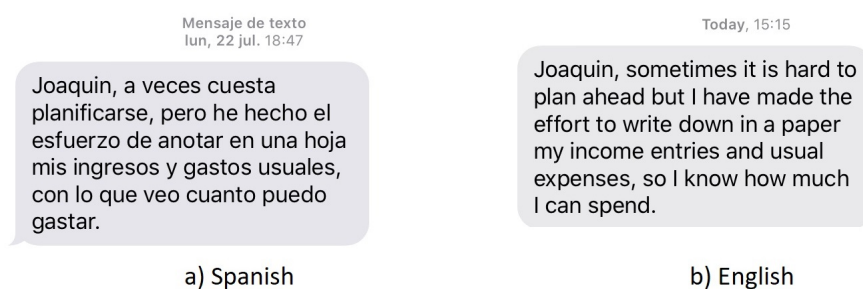 Mensaje de texto
lun, 22 jul. 18:47
Joaquin, a veces cuesta
planificarse, pero he hecho el
esfuerzo de anotar en una hoja
mis ingresos y gastos usuales,
con lo que veo cuanto puedo
gastar.
a) Spanish
Today, 15:15
Joaquin, sometimes it is hard to
plan ahead but I have made the
effort to write down in a paper
my income entries and usual
expenses, so I know how much
I can spend.
b) English